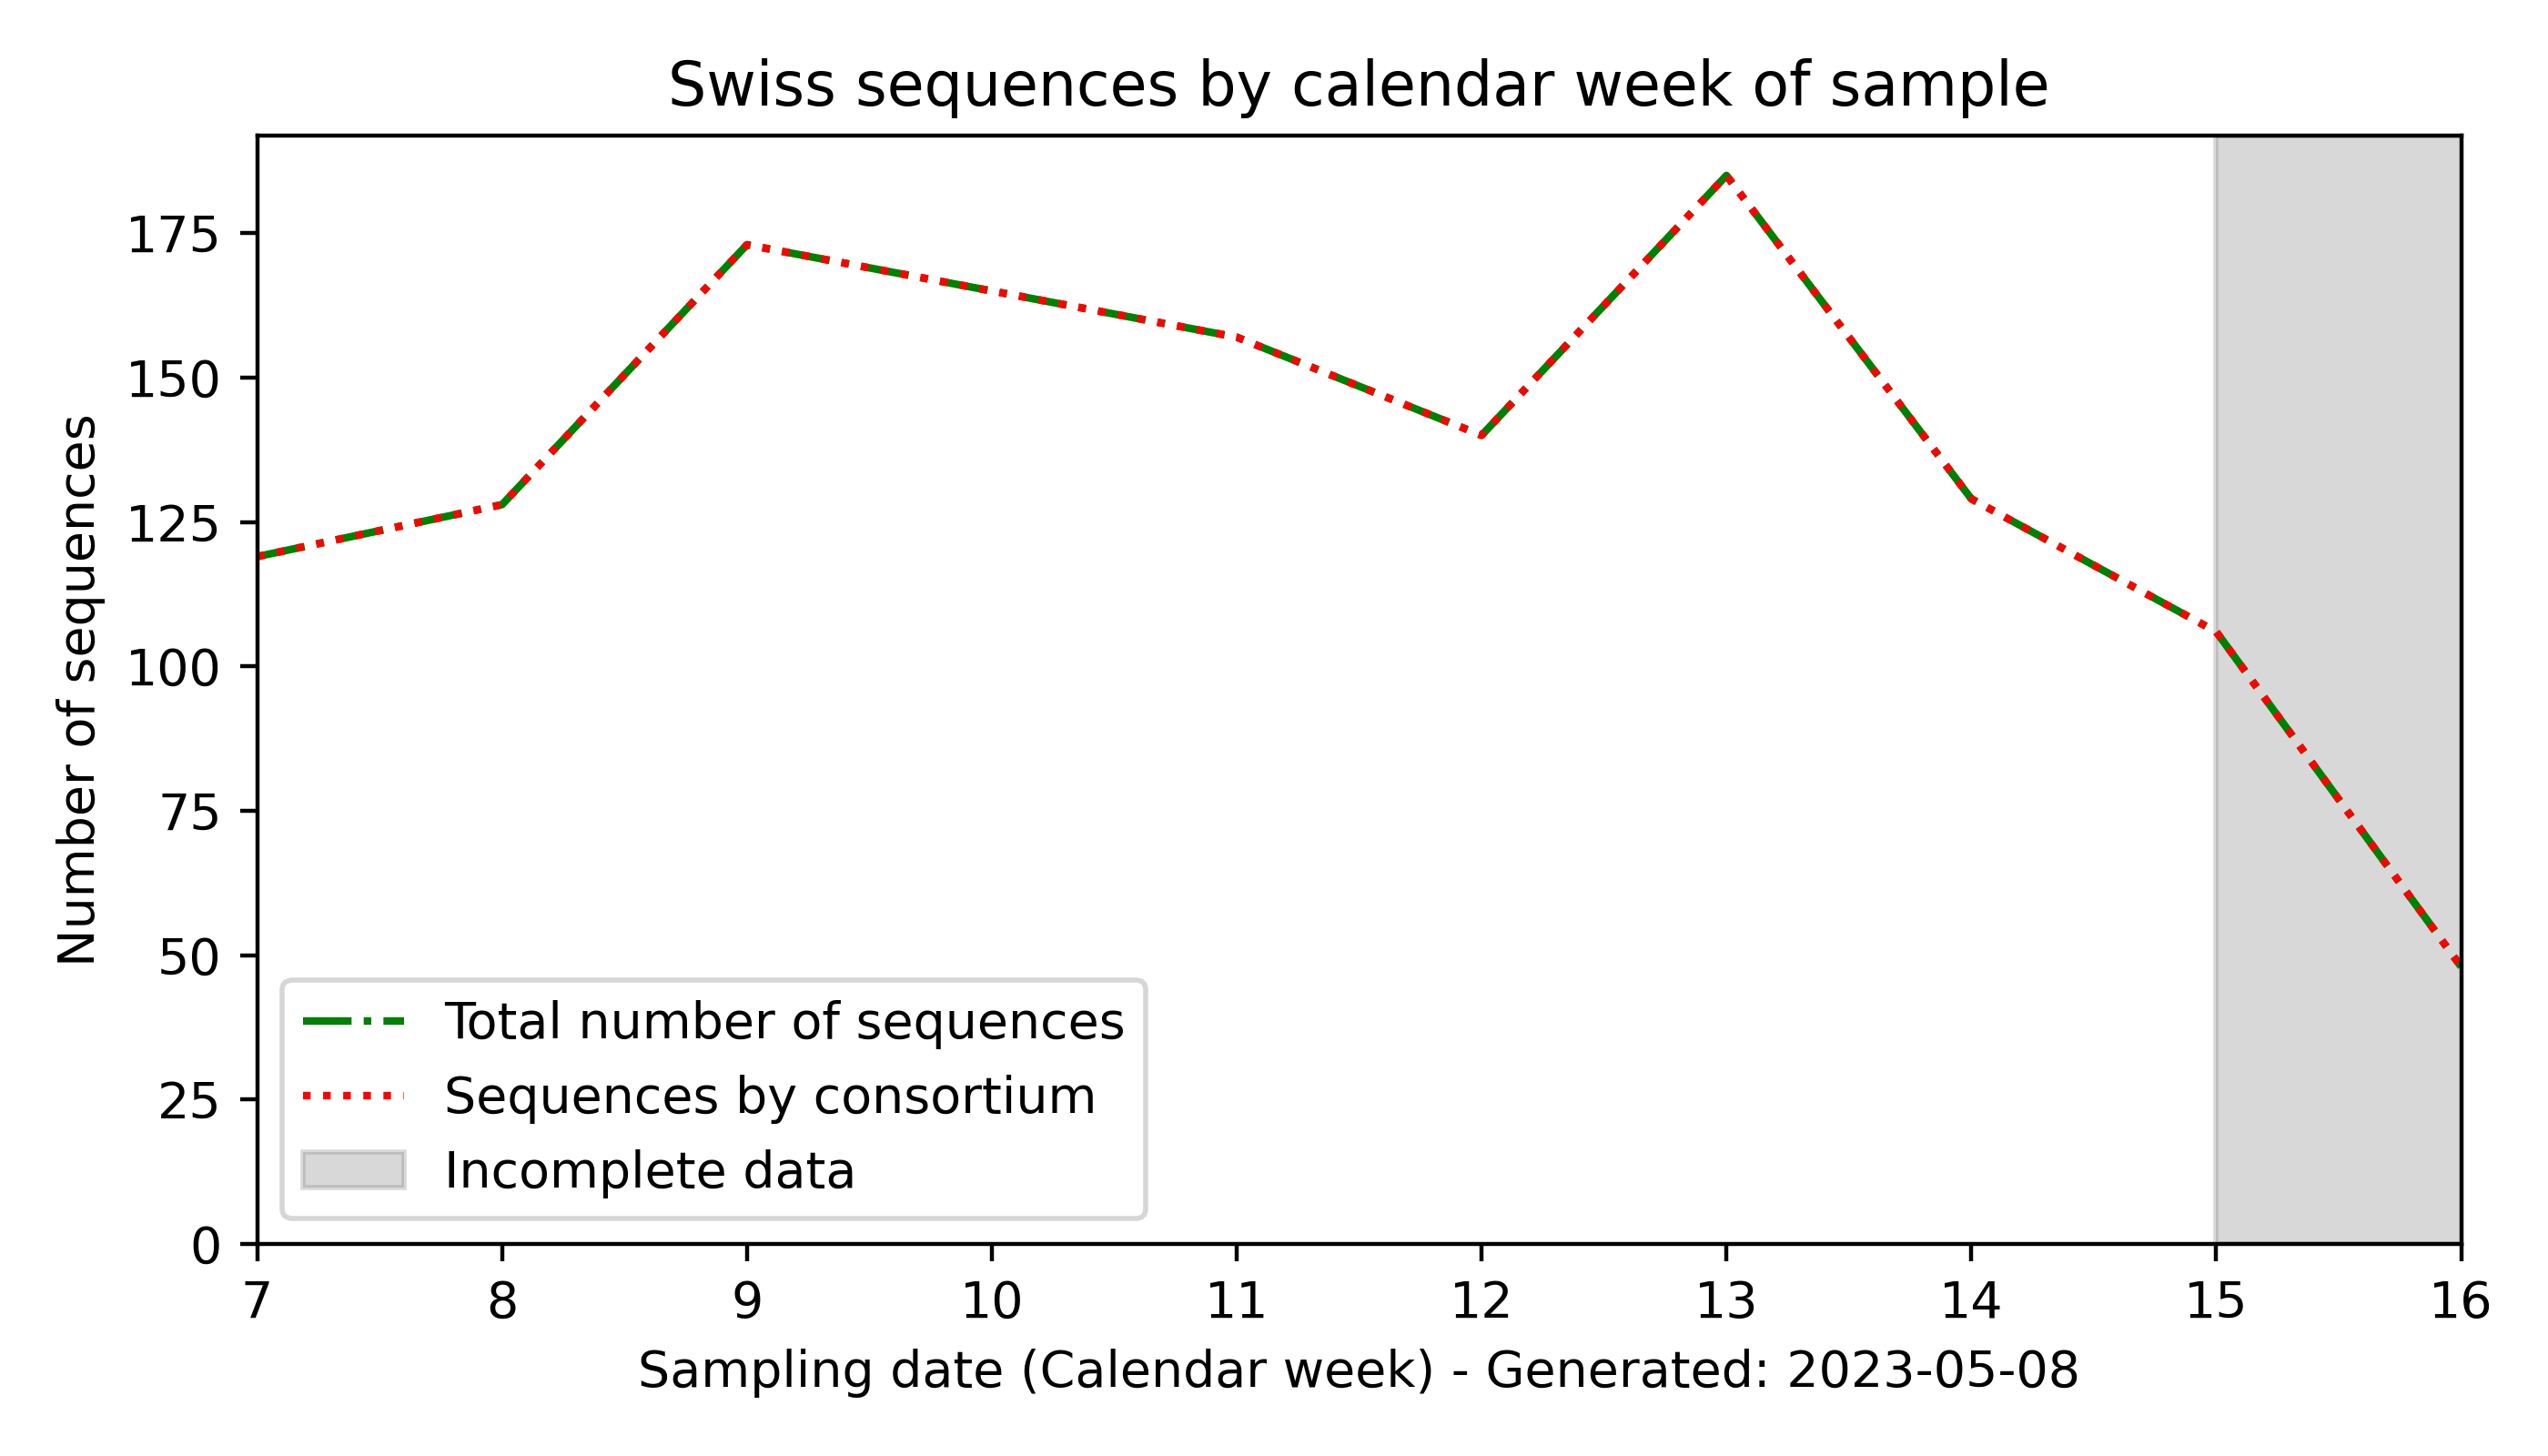 Swiss sequences by calendar week of sample
Number of sequences
175
150
125
100
75
50
25
0
Total number of sequences
Sequences by consortium
Incomplete data
7 8 9 10 11 12 13 14 15 16
Sampling date (Calendar week) - Generated: 2023-05-08